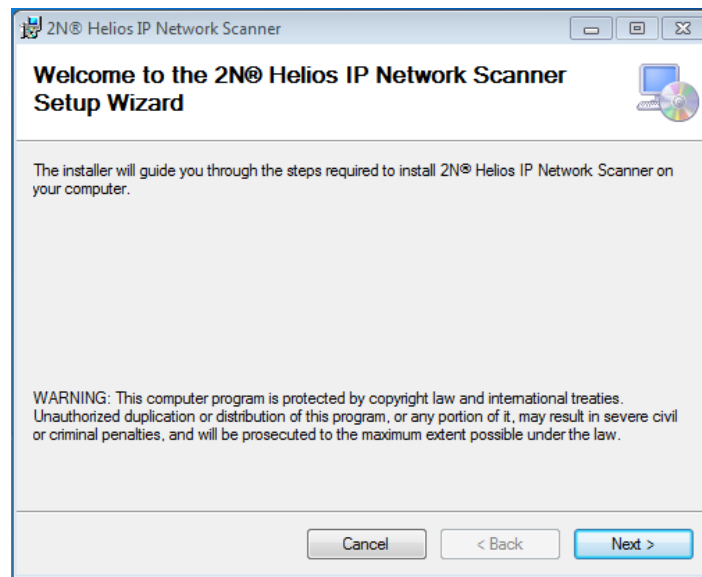 2N® Helios IP Network Scanner
Welcome to the 2N® Helios IP Network Scanner
Setup Wizard
The installer will guide you through the steps required to install 2N® Helios IP Network Scanner on
your computer.
WARNING: This computer program is protected by copyright law and international treaties.
Unauthorized duplication or distribution of this program, or any portion of it, may result in severe civil
or criminal penalties, and will be prosecuted to the maximum extent possible under the law.
Cancel
< Back
Next >